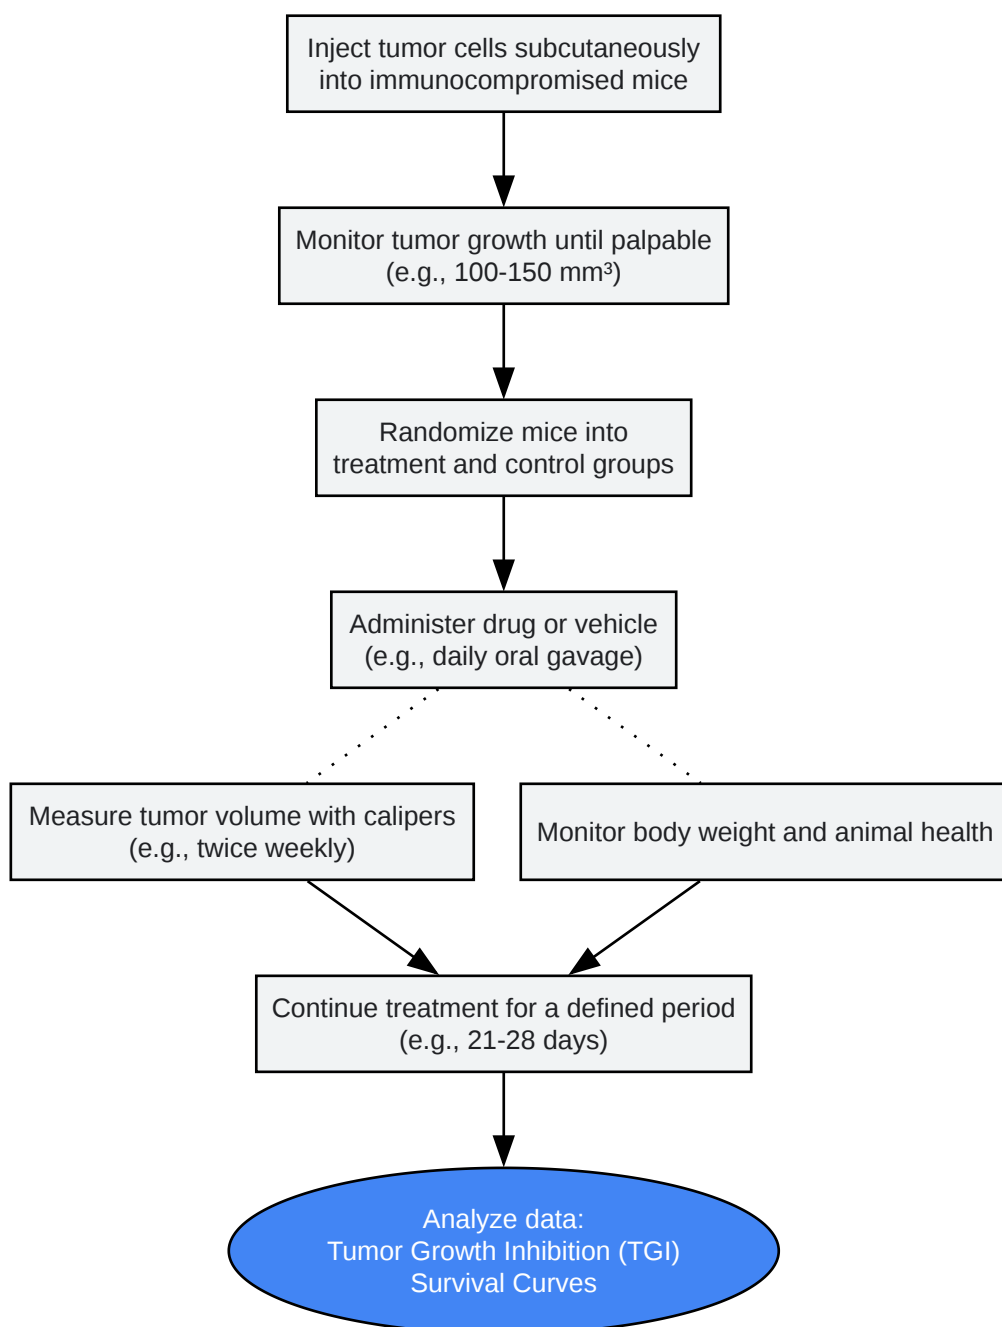 Inject tumor cells subcutaneously
into immunocompromised mice
Monitor tumor growth until palpable
(e.g., 100-150 mm³)
Randomize mice into
treatment and control groups
Administer drug or vehicle
(e.g., daily oral gavage)
Measure tumor volume with calipers
(e.g., twice weekly)
Monitor body weight and animal health
Continue treatment for a defined period
(e.g., 21-28 days)
Analyze data:
Tumor Growth Inhibition (TGI)
Survival Curves